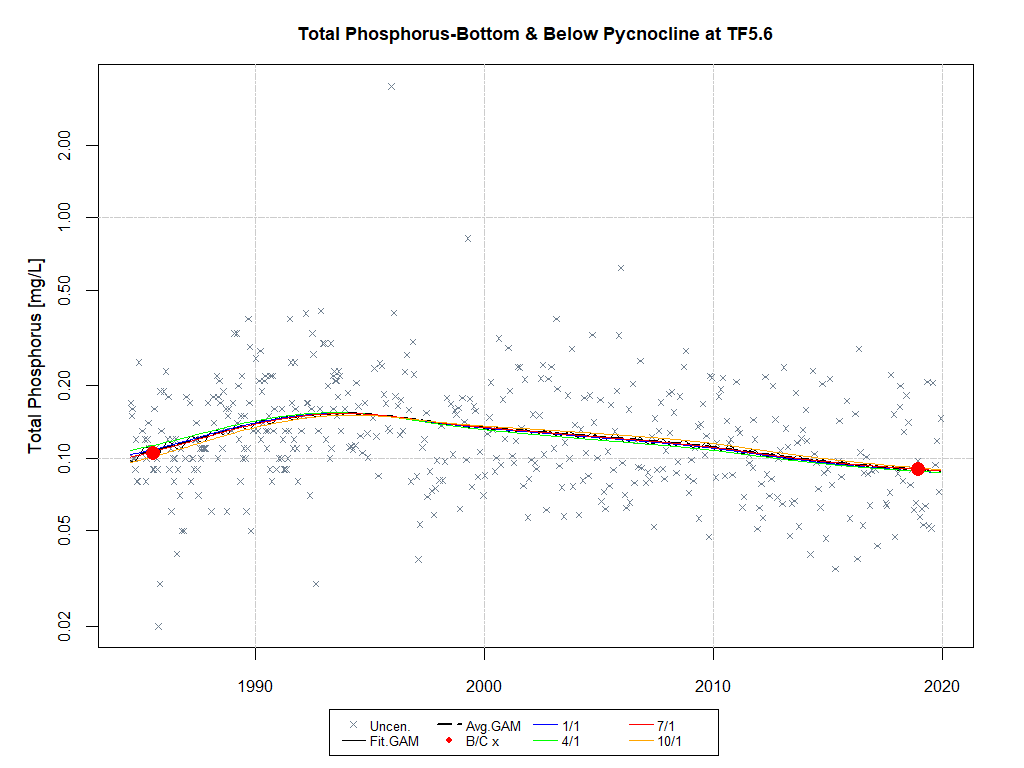 Total Phosphorus-Bottom & Below Pycnocline at TF5.6
Total Phosphorus [mg/L]
2.00
1.00
0.50
0.20
0.10
0.05
0.02
1990 2000 2010 2020
Uncen. Avg.GAM 1/1 7/1
Fit.GAM B/C x 4/1 10/1